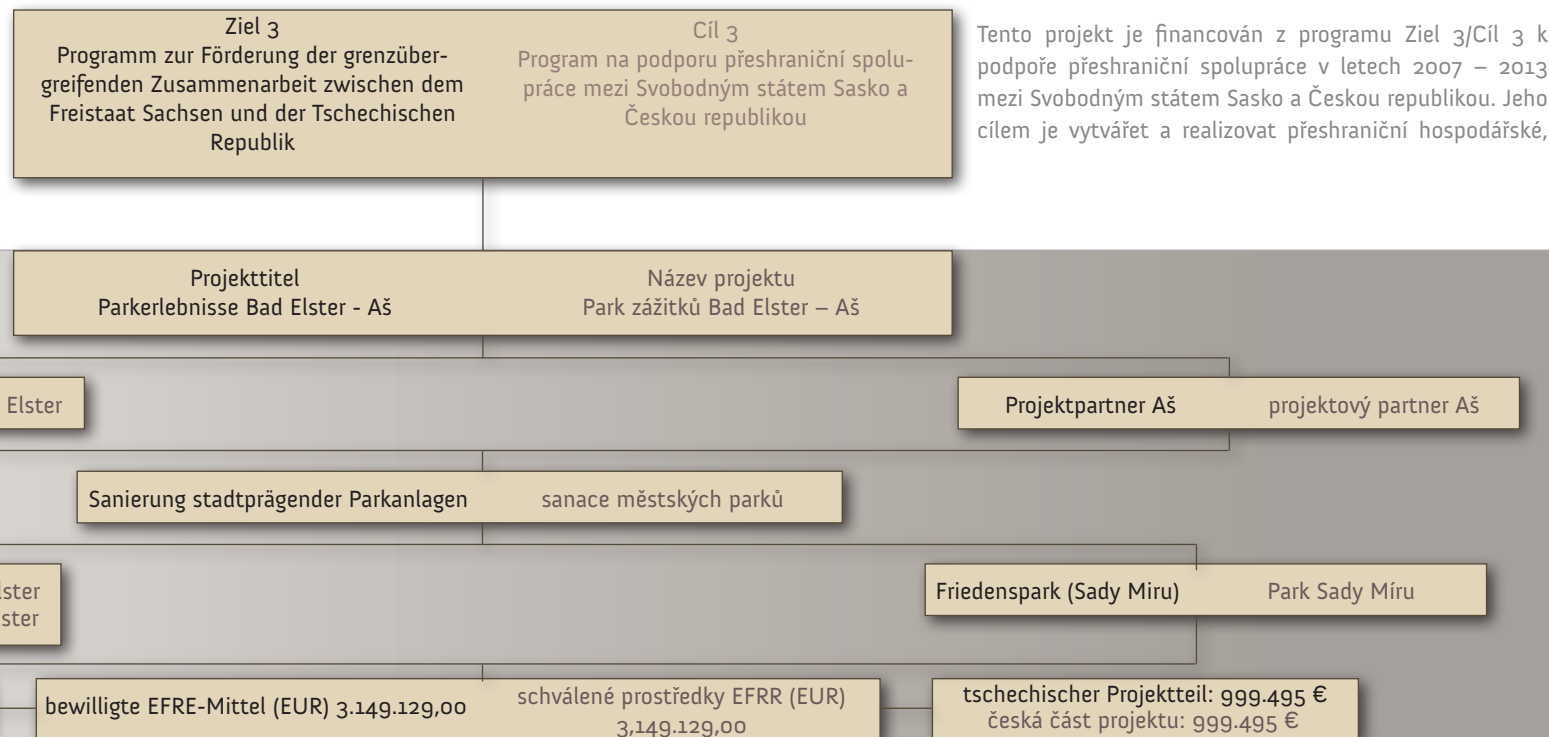 Ziel 3
Programm zur Förderung der grenzüber-
greifenden Zusammenarbeit zwischen dem
Freistaat Sachsen und der Tschechischen
Republik
Cíl 3
Program na podporu přeshraniční spolu-
práce mezi Svobodným státem Sasko a
Českou republikou
Tento projekt je financován z programu Ziel 3/Cíl 3 k
podpoře přeshraniční spolupráce v letech 2007 – 2013
mezi Svobodným státem Sasko a Českou republikou. Jeho
cílem je vytvářet a realizovat přeshraniční hospodářské,
Projekttitel
Parkerlebnisse Bad Elster - Aš
Název projektu
Park zážitků Bad Elster – Aš
Elster
Projektpartner Aš
projektový partner Aš
Sanierung stadtprägender Parkanlagen
sanace městských parků
lster
ster
Friedenspark (Sady Miru)
Park Sady Míru
bewilligte EFRE-Mittel (EUR) 3.149.129,00
schválené prostředky EFRR (EUR)
3,149.129,00
tschechischer Projektteil: 999.495 €
česká část projektu: 999.495 €